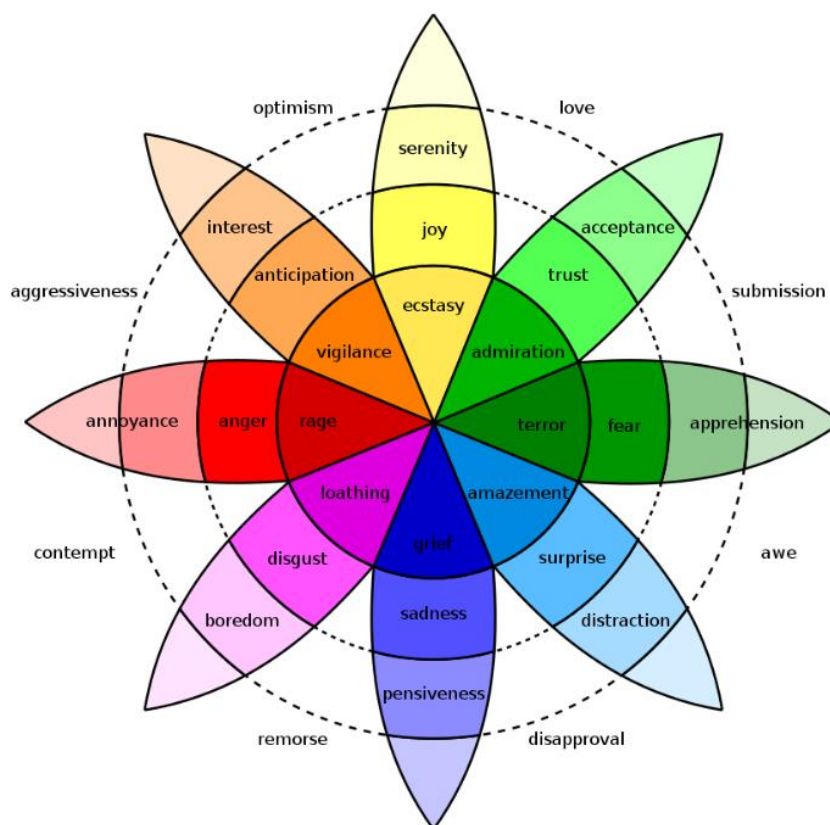 optimism
love
serenity
interest
acceptance
joy
anticipation
trust
aggressiveness
submission
ecstasy
vigilance
admiration
annoyance
anger
rage
terror
fear
apprehension
loathing
amazement
grief
contempt
awe
disgust
surprise
sadness
boredom
distraction
pensiveness
remorse
disapproval